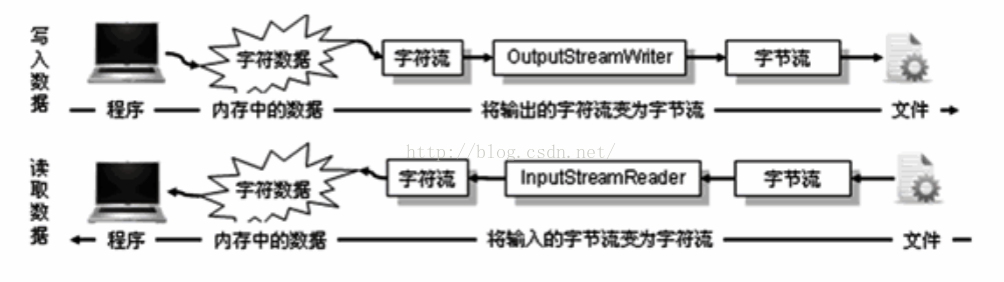 写入数据
字符数据
字符流
OutputStreamWriter
字节流
程序
内存中的数据
将输出的字符流变为字节流
文件
http://blog.csdn.net/
读取数据
字符数据
字符流
InputStreamReader
字节流
程序
内存中的数据
将输入的字节流变为字符流
文件